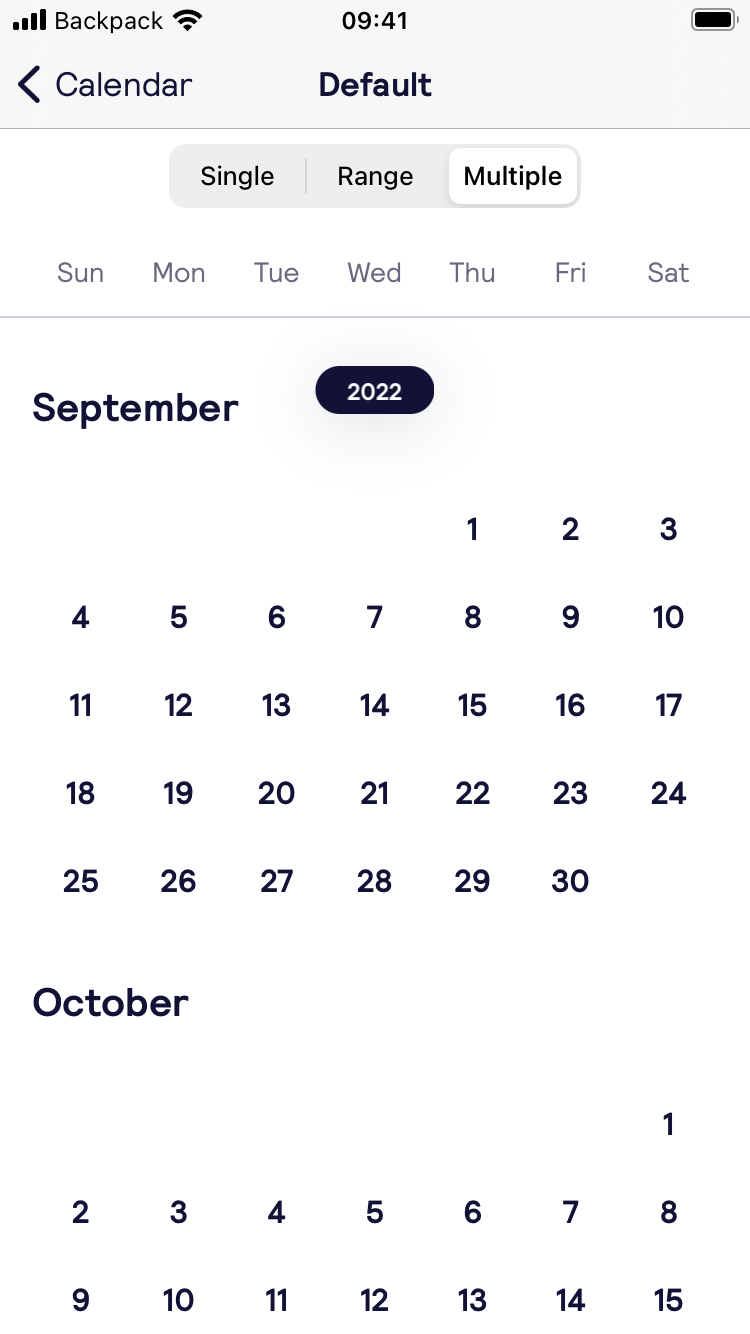 Backpack 09:41
Calendar Default
Single Range Multiple
Sun Mon Tue Wed Thu Fri Sat
2022
September
1 2 3
4 5 6 7 8 9 10
11 12 13 14 15 16 17
18 19 20 21 22 23 24
25 26 27 28 29 30
October
1
2 3 4 5 6 7 8
9 10 11 12 13 14 15